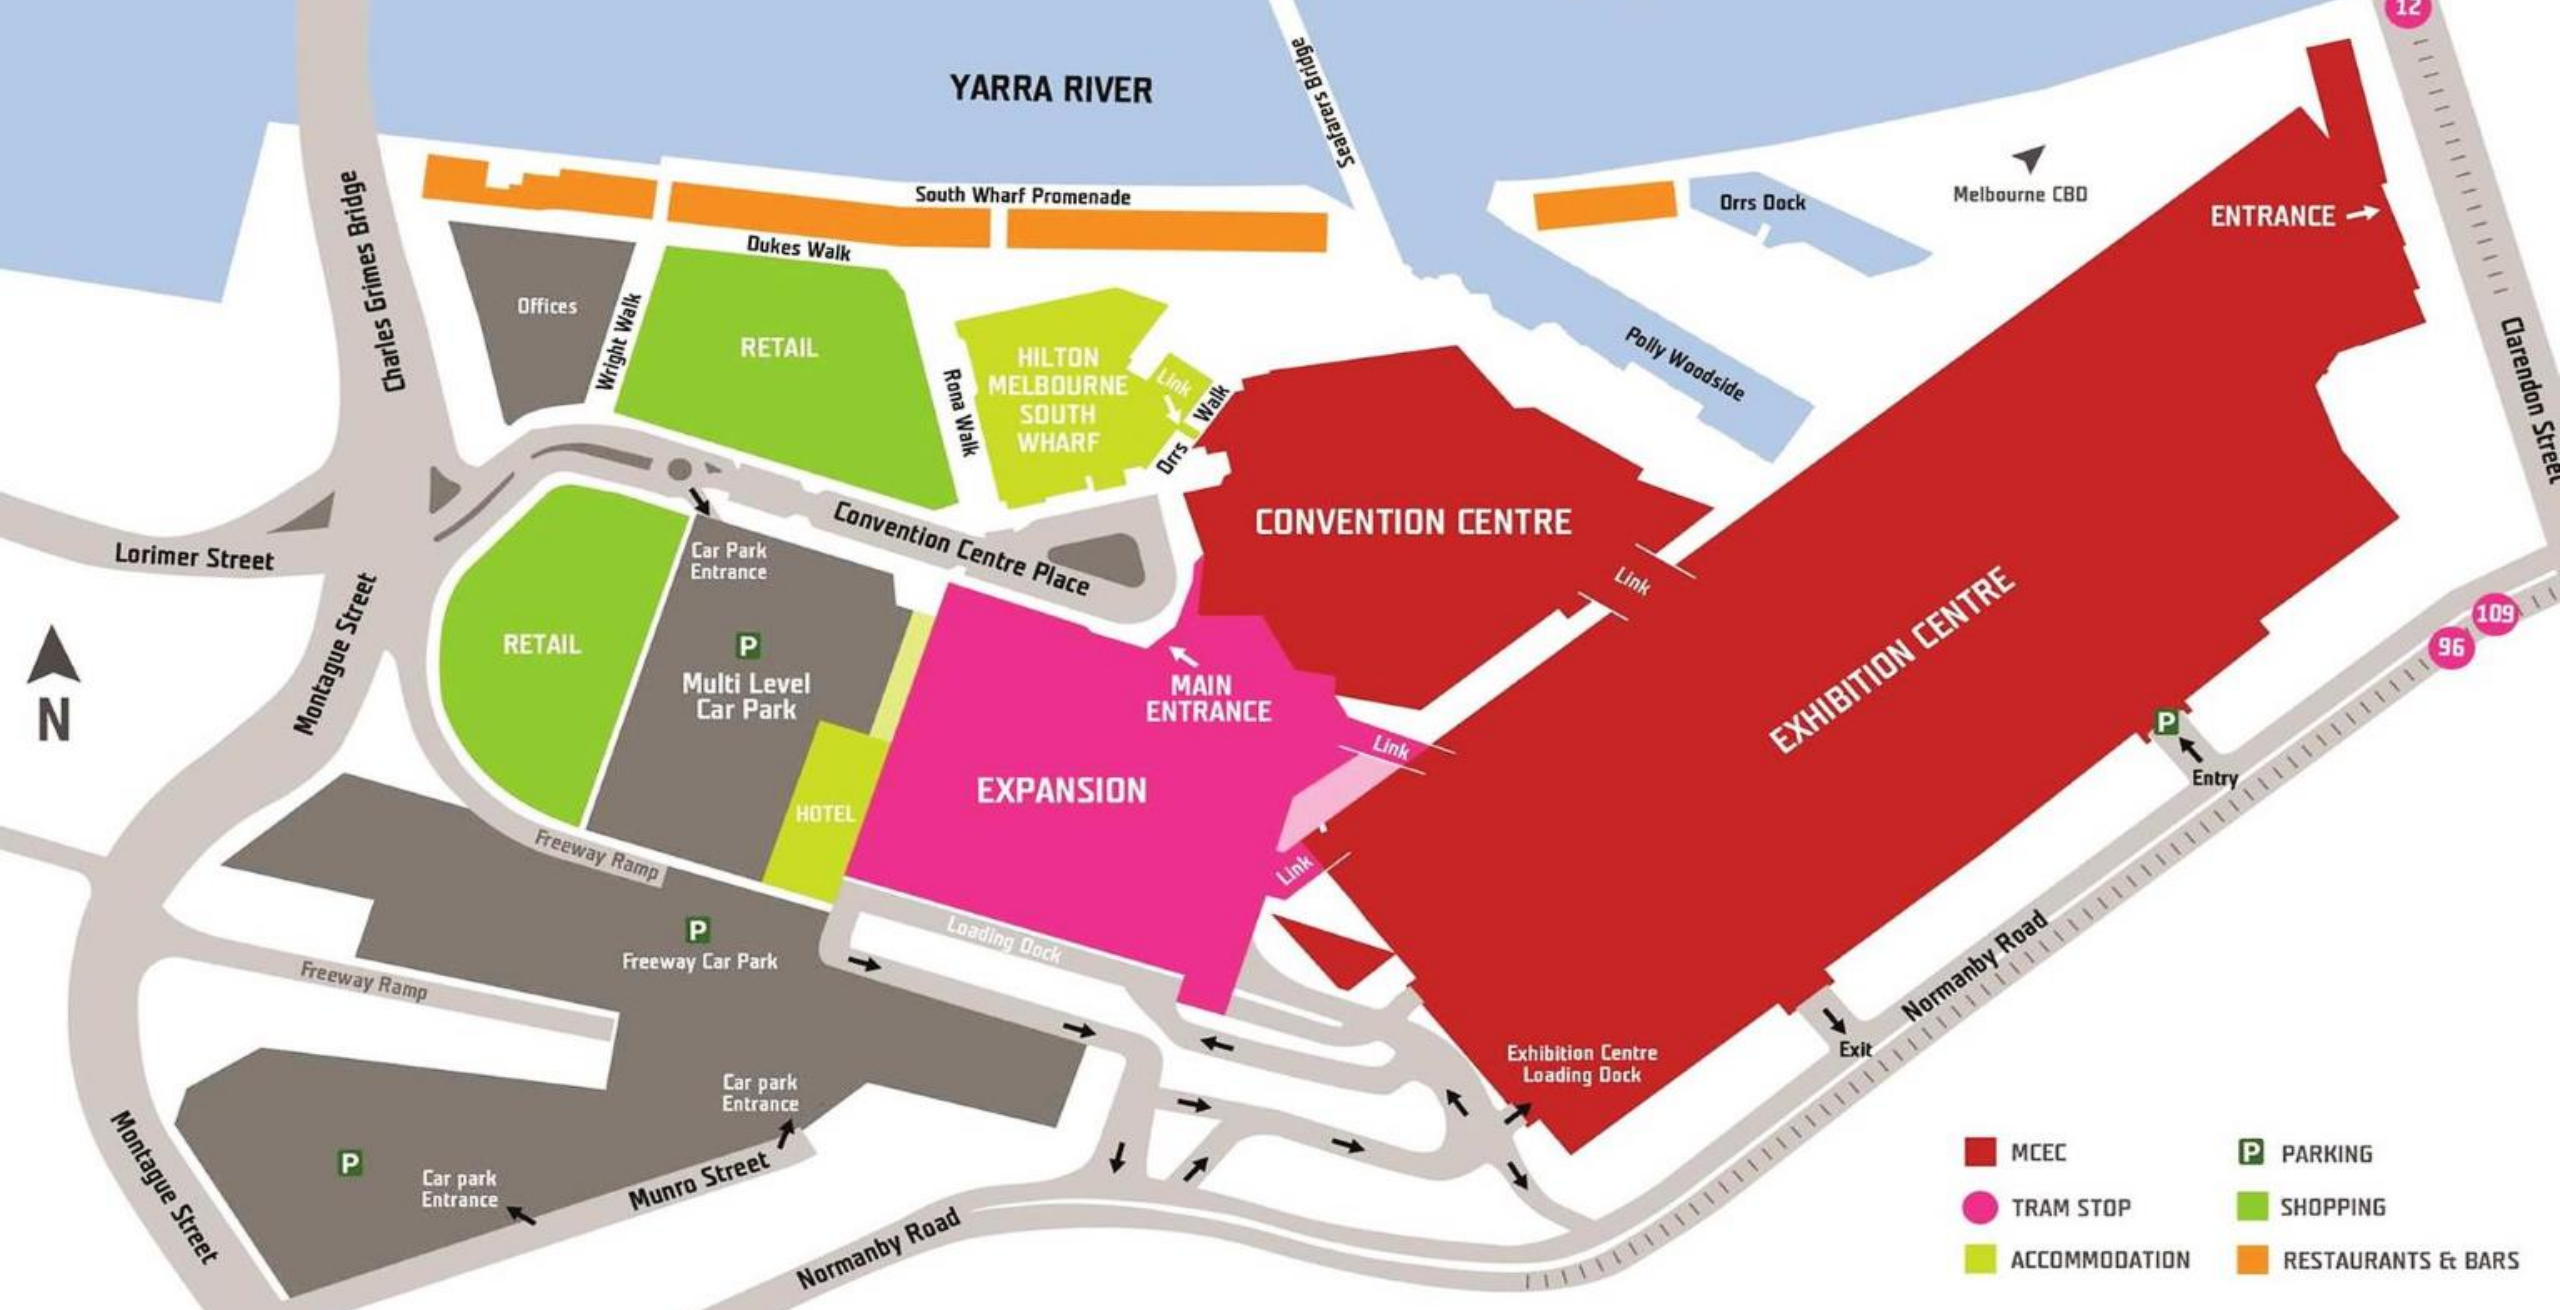 12
YARRA RIVER
Seafarers Bridge
South Wharf Promenade
Dukes Walk
Orrs Dock
Melbourne CBD
ENTRANCE
Charles Grimes Bridge
Offices
Wright Walk
RETAIL
Rona Walk
HILTON
MELBOURNE
SOUTH
WHARF
Link
Orrs
Walk
Polly Woodside
Clarendon Street
Lorimer Street
Convention Centre Place
CONVENTION CENTRE
Link
Car Park
Entrance
Montague Street
RETAIL
P
Multi Level
Car Park
MAIN
ENTRANCE
EXHIBITION CENTRE
109
96
N
P
Entry
Link
EXPANSION
HOTEL
Freeway Ramp
Link
P
Freeway Car Park
Loading Dock
Freeway Ramp
Normanby Road
Exit
Exhibition Centre
Loading Dock
Car park
Entrance
P
Car park
Entrance
Munro Street
Montague Street
Normanby Road
MCEC
TRAM STOP
ACCOMMODATION
P PARKING
SHOPPING
RESTAURANTS & BARS